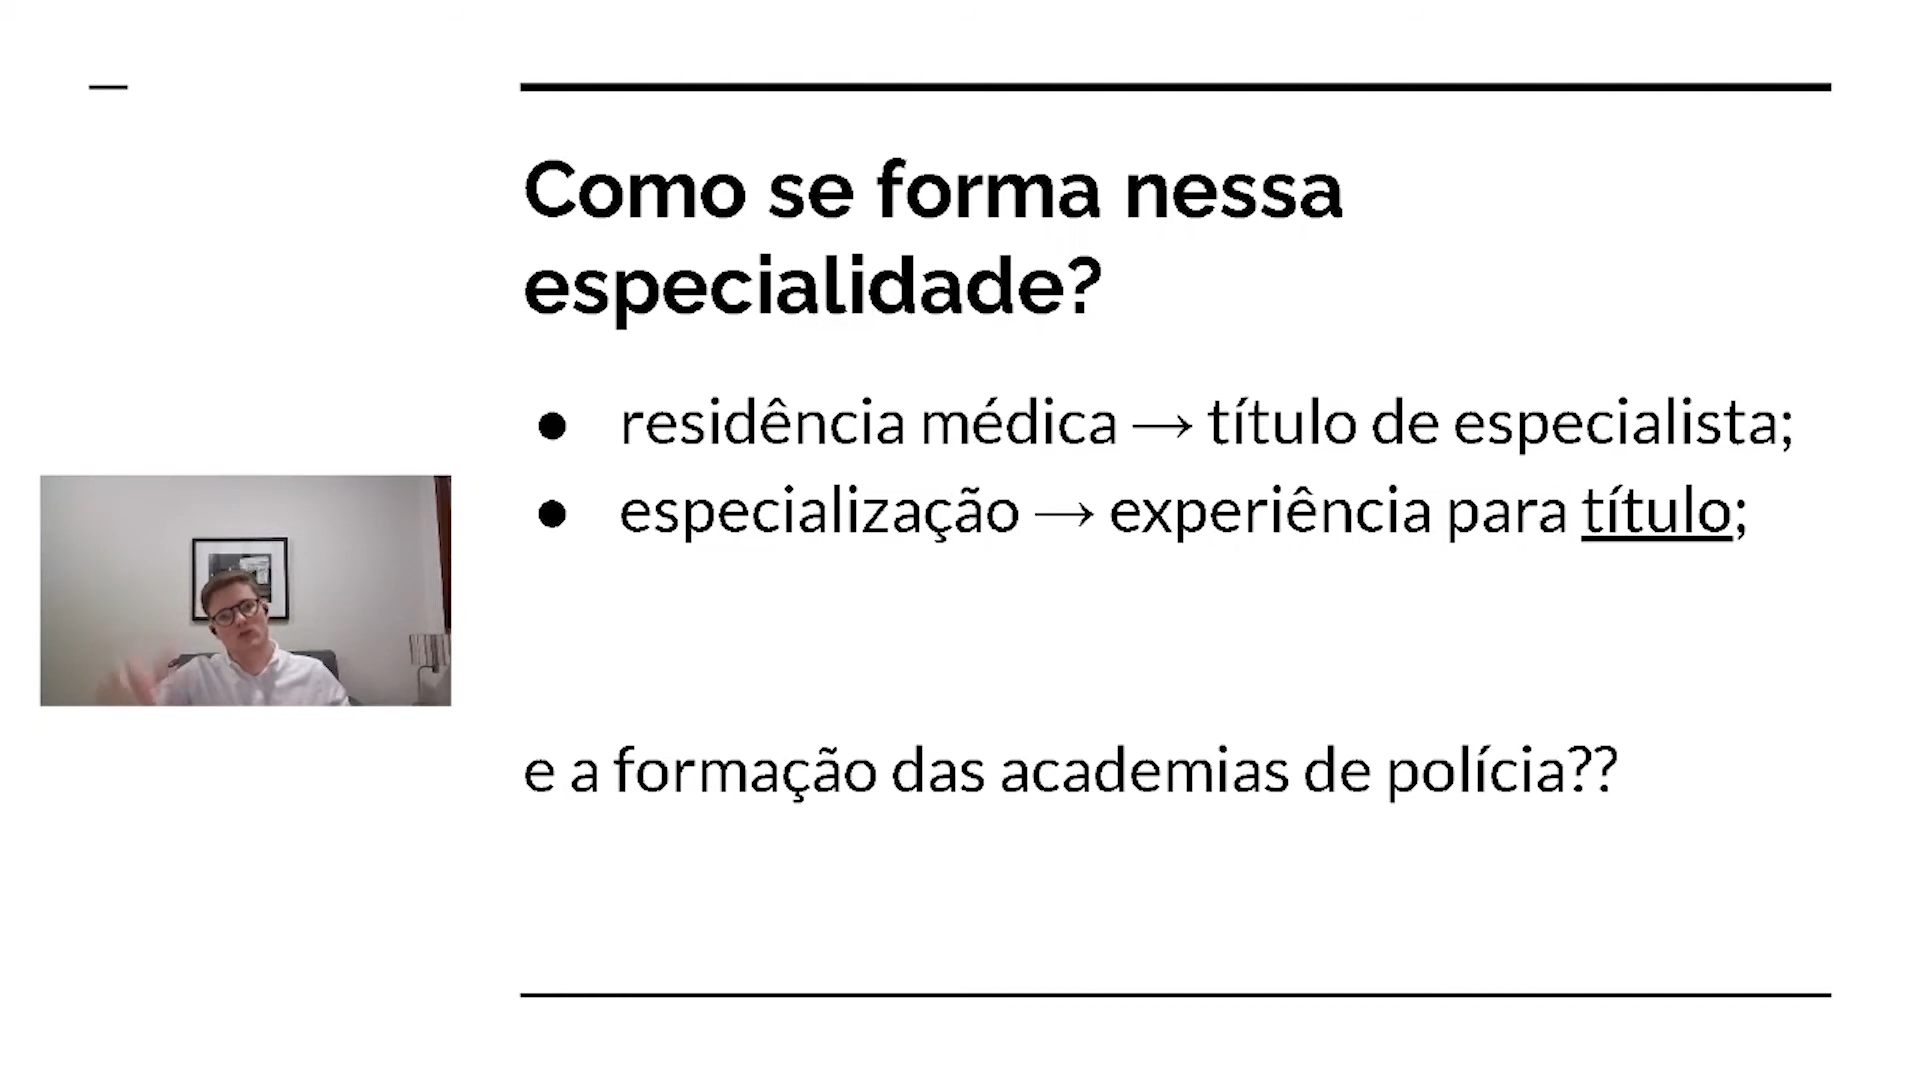 Como se forma nessa
especialidade?
● residência médica → título de especialista;
● especialização → experiência para título;
e a formação das academias de polícia??